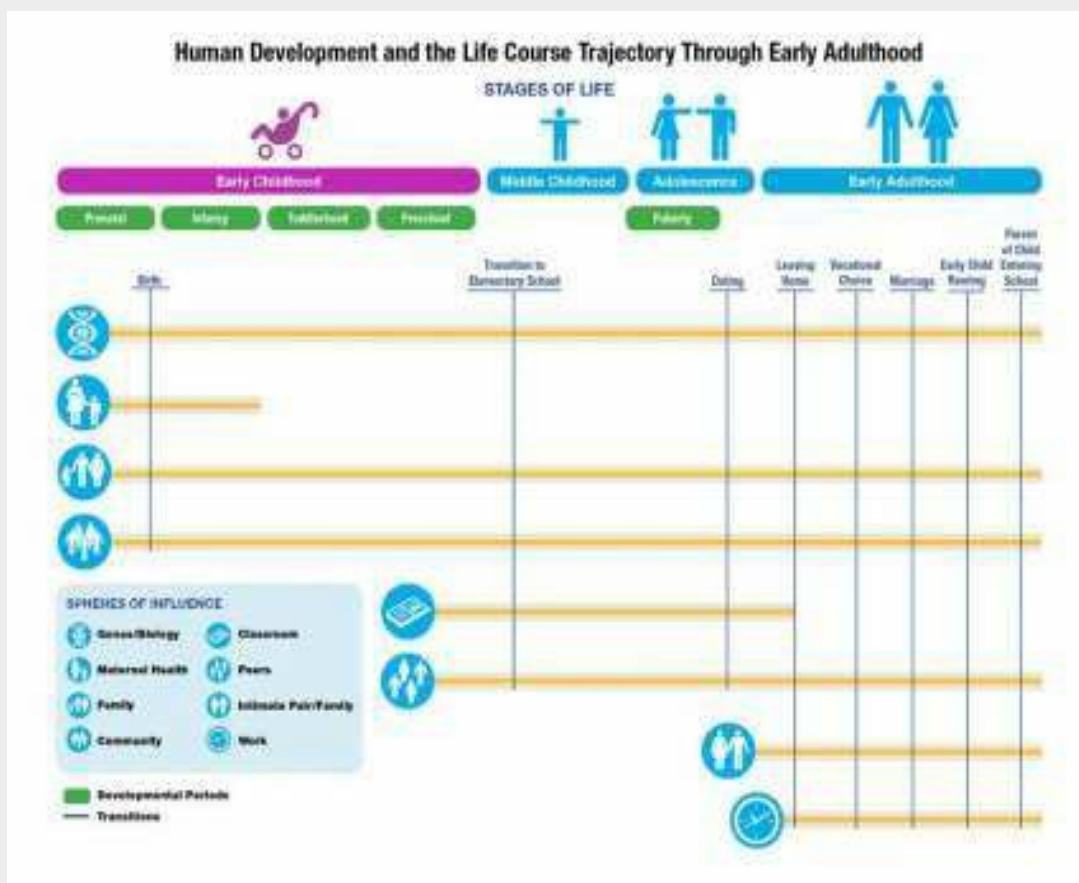 Human Development and the Life Course Trajectory Through Early Adulthood
STAGES OF LIFE
Early Childhood
Middle Childhood
Adolescence
Early Adulthood
Prenatal
Infancy
Toddlerhood
Preschool
Puberty
Birth
Transition to
Elementary School
Dating
Leaving
Home
Vocational
Choice
Marriage
Early Child
Rearing
Parent
of Child
Entering
School
SPHERES OF INFLUENCE
Genes/Biology
Classroom
Maternal Health
Peers
Family
Intimate Pair/Family
Community
Work
Developmental Periods
Transitions